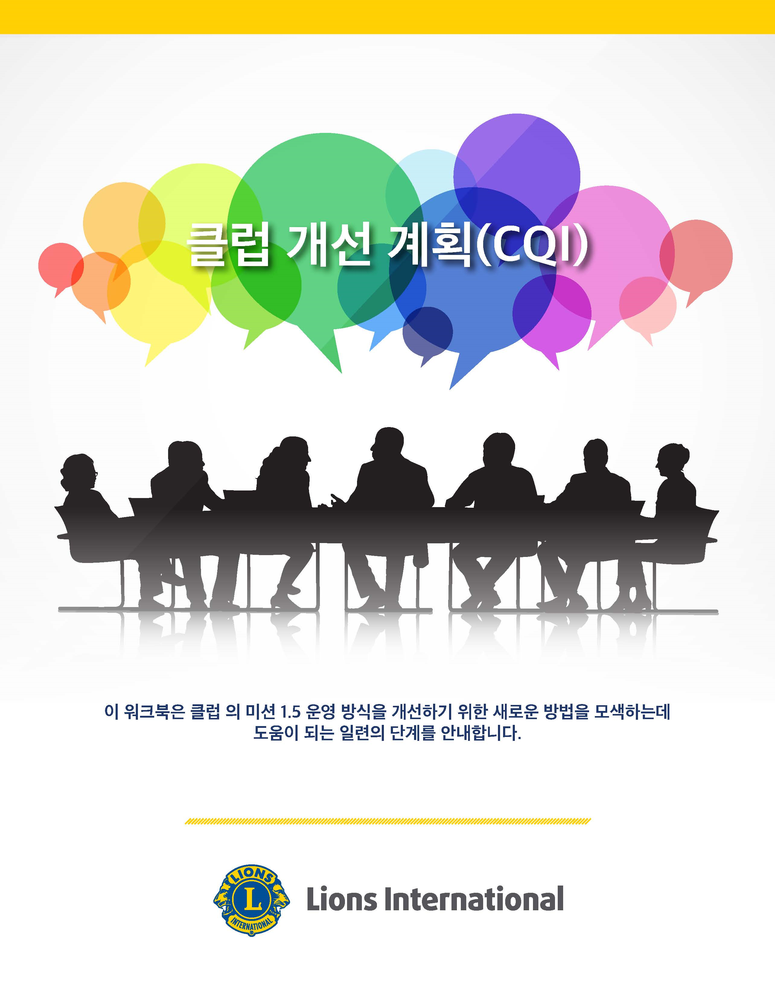 클럽 개선 계획(CQI)
이 워크북은 클럽 의 미션 1.5 운영 방식을 개선하기 위한 새로운 방법을 모색하는데
도움이 되는 일련의 단계를 안내합니다.
LIONS
L
INTERNATIONAL
®
Lions International